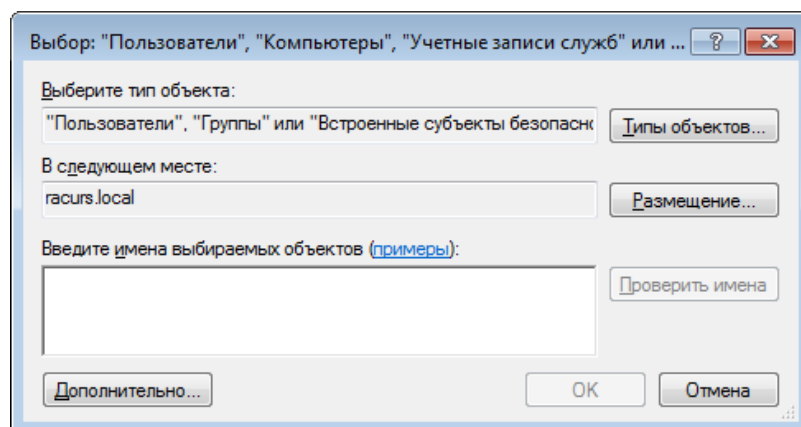 Выбор: "Пользователи", "Компьютеры", "Учетные записи служб" или ...
Выберите тип объекта:
"Пользователи", "Группы" или "Встроенные субъекты безопасно
Типы объектов...
В следующем месте:
racurs.local
Размещение...
Введите имена выбираемых объектов (примеры):
Проверить имена
Дополнительно...
ОК
Отмена